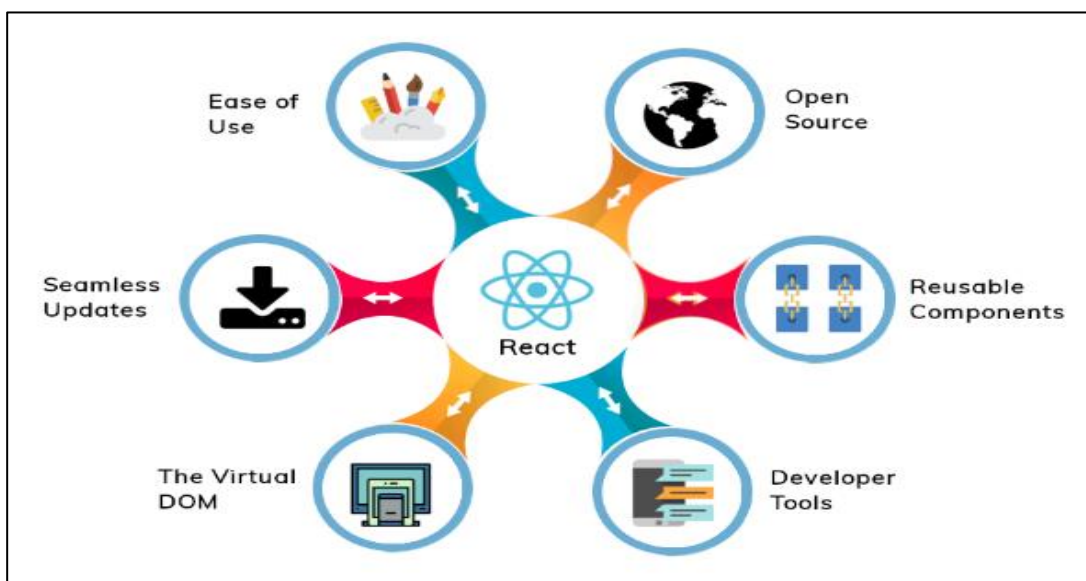 Ease of
Use
Open
Source
Seamless
Updates
React
Reusable
Components
The Virtual
DOM
Developer
Tools